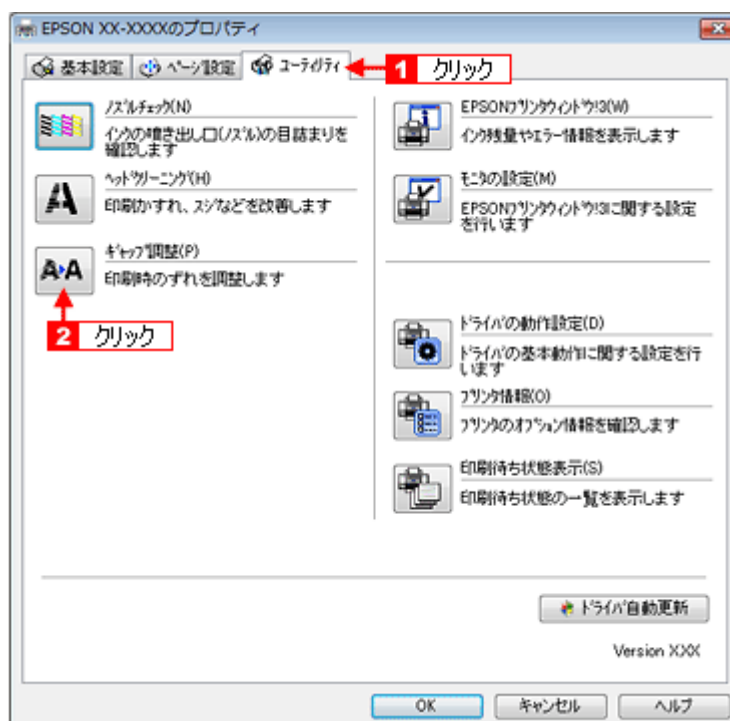 EPSON XX-XXXXのプロパティ
基本設定
ページ設定
ユーティリティ
1 クリック
ノズルチェック(N)
インクの噴き出し口(ノズル)の目詰まりを
確認します
ヘッドクリーニング(H)
印刷かすれ、スジなどを改善します
ギャップ調整(P)
印刷時のずれを調整します
2 クリック
EPSONプリンタウィンドウ!3(W)
インク残量やエラー情報を表示します
モニタの設定(M)
EPSONプリンタウィンドウ!3に関する設定
を行います
ドライバの動作設定(D)
ドライバの基本動作に関する設定を行
います
プリンタ情報(O)
プリンタのオプション情報を確認します
印刷待ち状態表示(S)
印刷待ち状態の一覧を表示します
ドライバ自動更新
Version X.XX
OK
キャンセル
ヘルプ